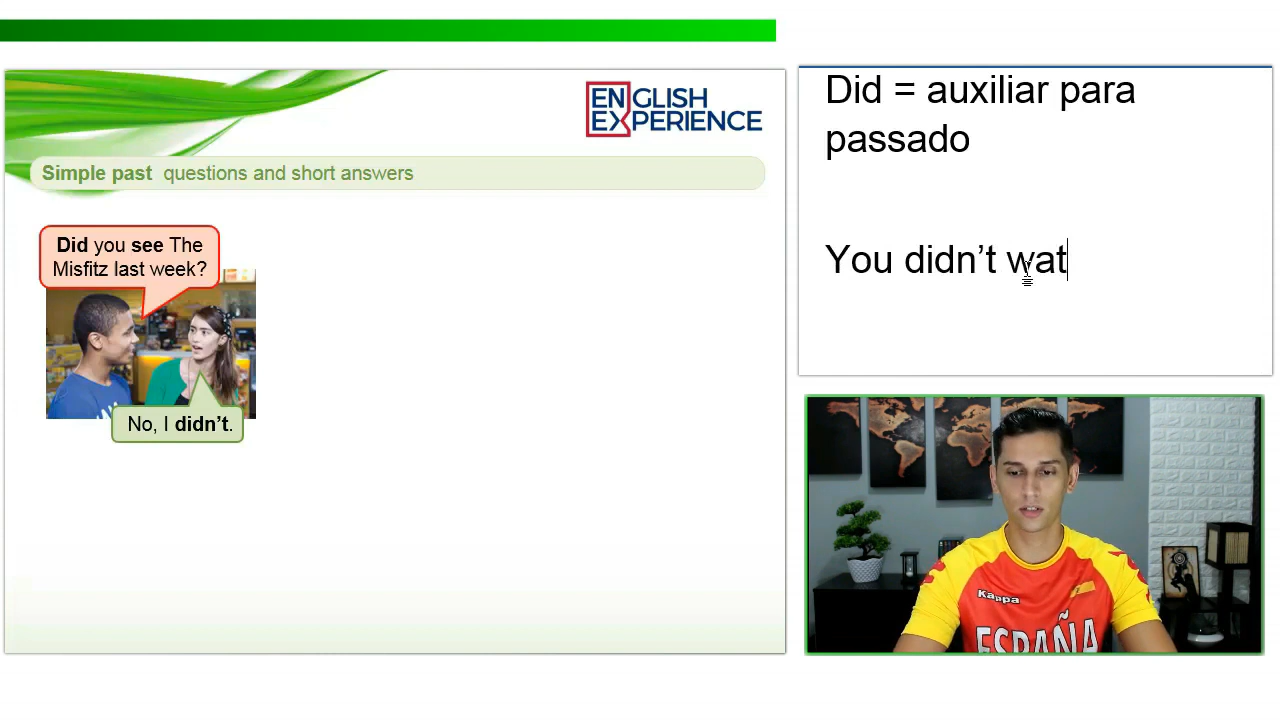 ENGLISH
EXPERIENCE
Simple past questions and short answers
Did you see The
Misfitz last week?
No, I didn’t.
Did = auxiliar para
passado
You didn’t wat
Kappa
ESPAÑA